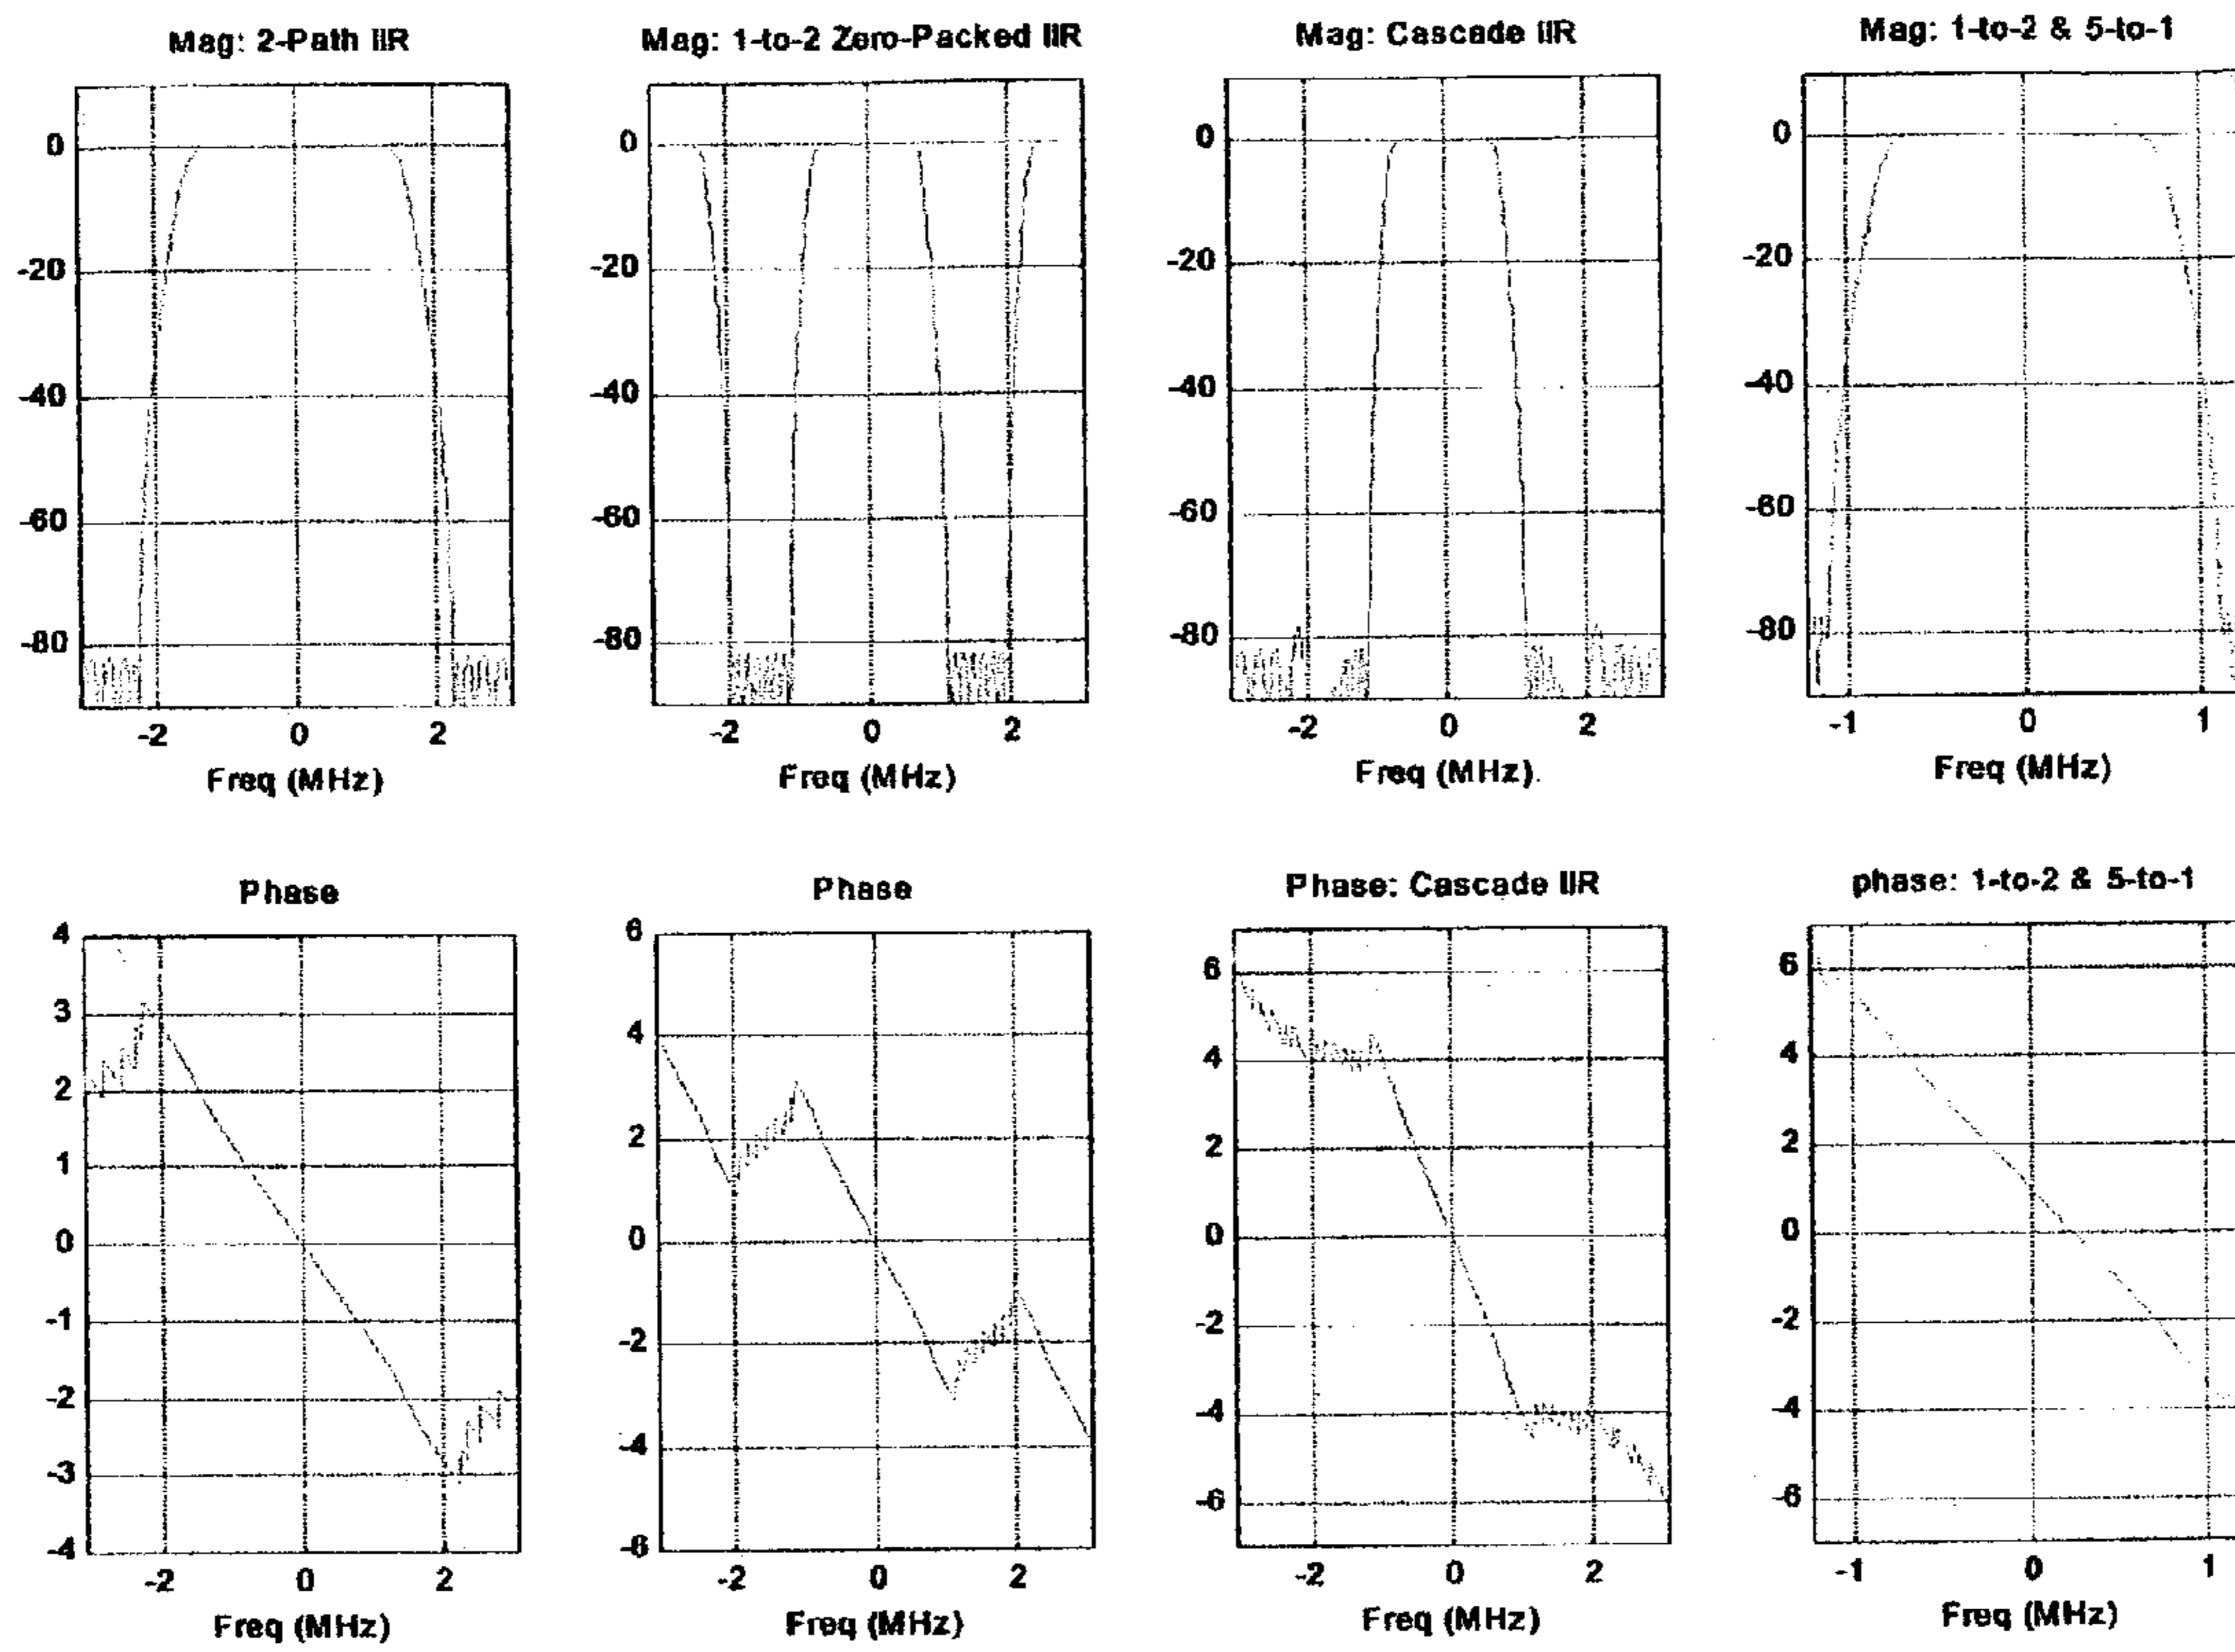 Mag: 2-Path IIR
0
-20
-40
-60
-80
-2 0 2
Freq (MHz)
Mag: 1-to-2 Zero-Packed IIR
0
-20
-40
-60
-80
-2 0 2
Freq (MHz)
Mag: Cascade IIR
0
-20
-40
-60
-80
-2 0 2
Freq (MHz)
Mag: 1-to-2 & 5-to-1
0
-20
-40
-60
-80
-1 0 1
Freq (MHz)
Phase
4
3
2
1
0
-1
-2
-3
-4
-2 0 2
Freq (MHz)
Phase
6
4
2
0
-2
-4
-6
-2 0 2
Freq (MHz)
Phase: Cascade IIR
6
4
2
0
-2
-4
-6
-2 0 2
Freq (MHz)
phase: 1-to-2 & 5-to-1
6
4
2
0
-2
-4
-6
-1 0 1
Freq (MHz)